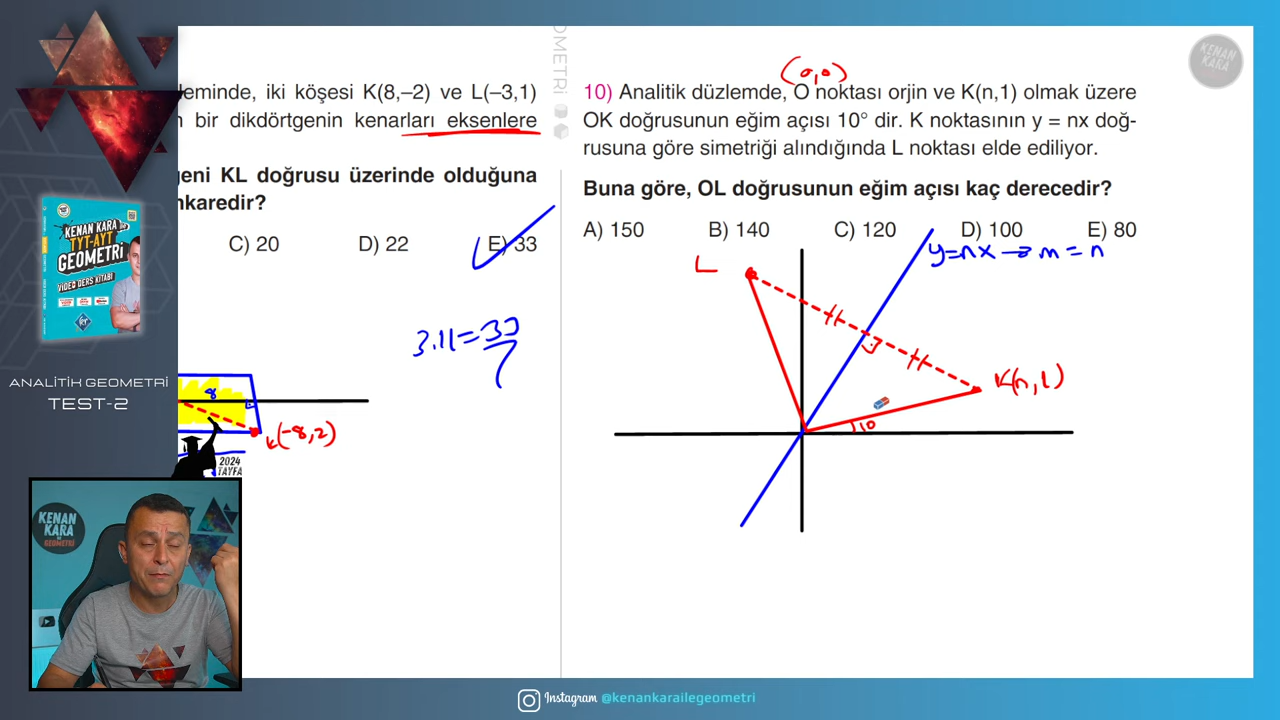 OMETRİ
KENAN KARA
(0,0)
leminde, iki köşesi K(8,–2) ve L(–3,1)
bir dikdörtgenin kenarları eksenlere
geni KL doğrusu üzerinde olduğuna
nkaredir?
C) 20 D) 22 E) 33
3.11=33
8
K(-8,2)
10) Analitik düzlemde, O noktası orjin ve K(n,1) olmak üzere
OK doğrusunun eğim açısı 10° dir. K noktasının y = nx doğ-
rusuna göre simetriği alındığında L noktası elde ediliyor.
Buna göre, OL doğrusunun eğim açısı kaç derecedir?
A) 150 B) 140 C) 120 D) 100 E) 80
y=nx → m = n
L
K(n,1)
10
KENAN KARA
TYT-AYT
GEOMETRİ
VİDEO DERS KİTABI
ANALİTİK GEOMETRİ
TEST-2
2024
TAYFA
KENAN
KARA
GEOMETRİ
Instagram @kenankarailegeometri